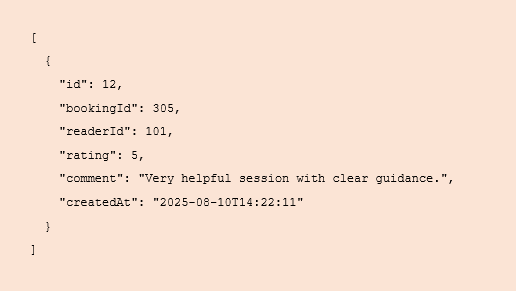 [
  {
    "id": 12,
    "bookingId": 305,
    "readerId": 101,
    "rating": 5,
    "comment": "Very helpful session with clear guidance.",
    "createdAt": "2025-08-10T14:22:11"
  }
]